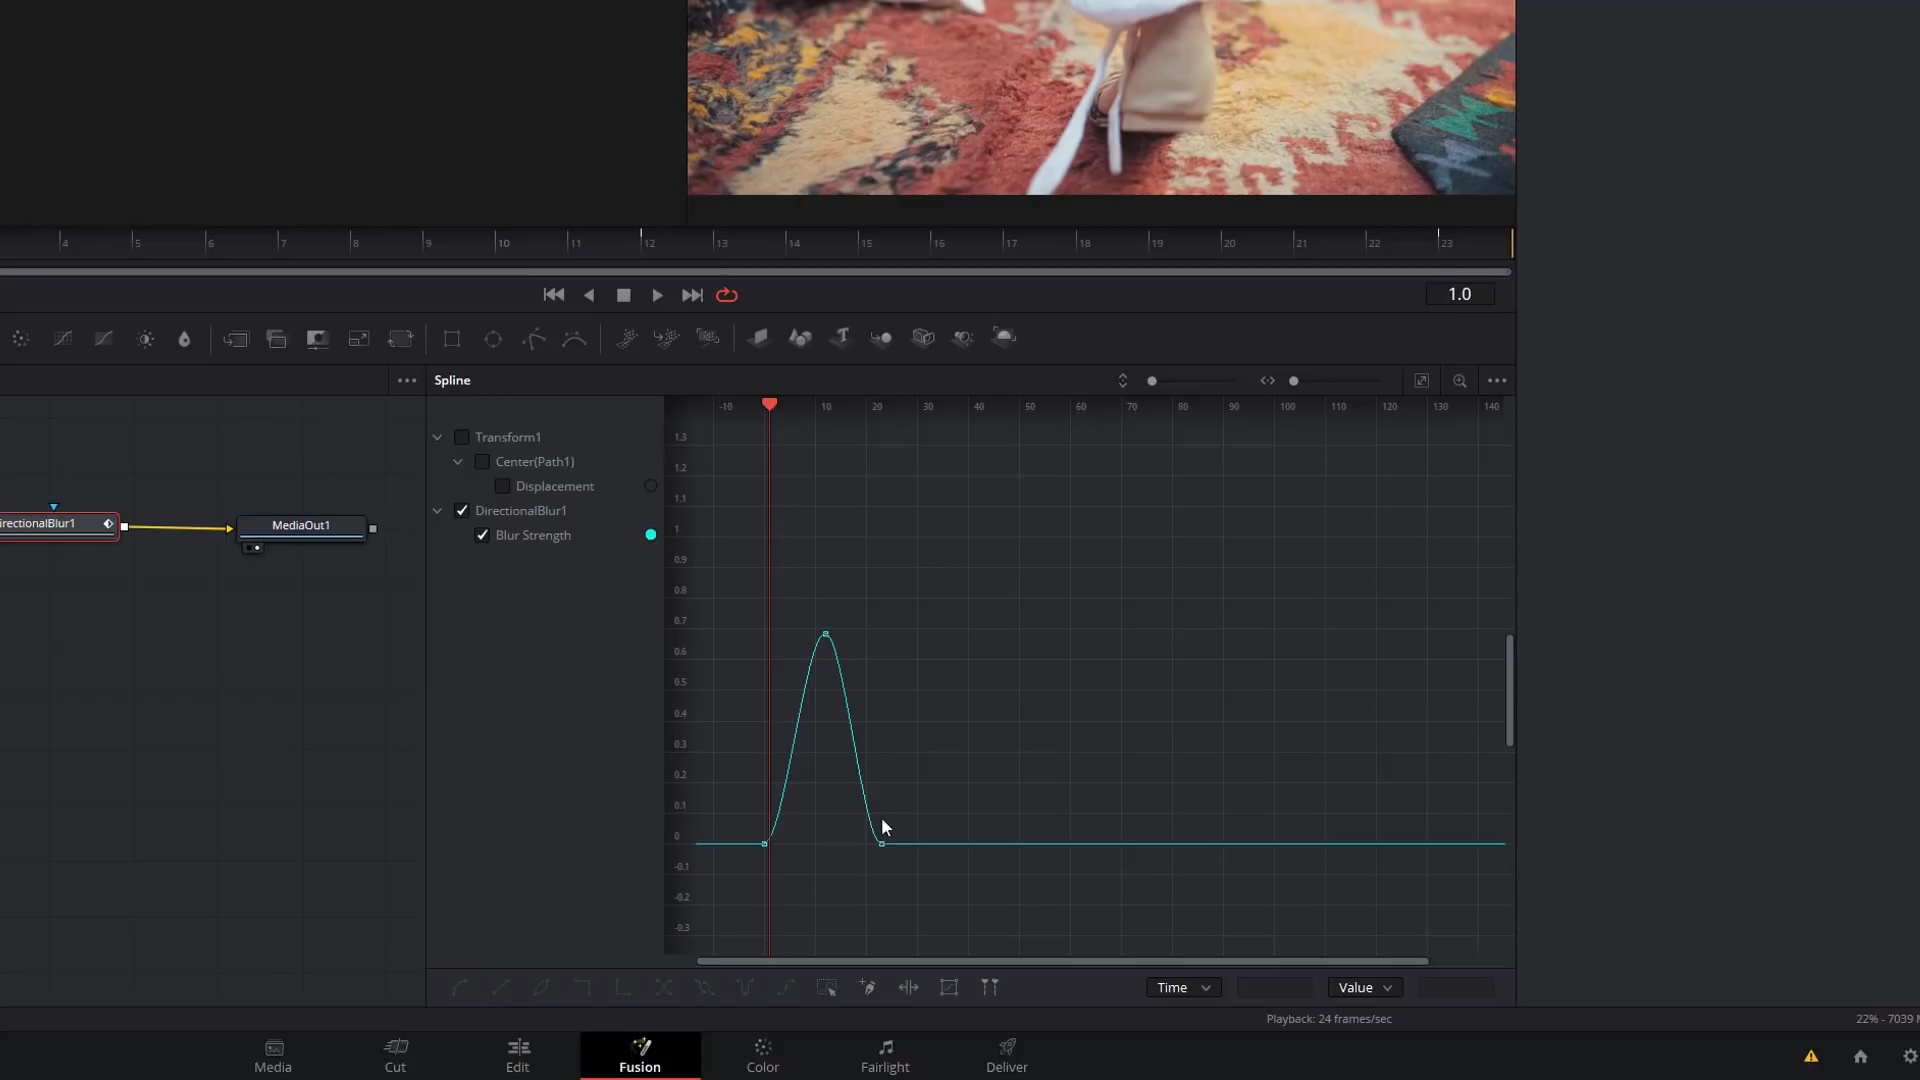 4 5 6 7 8 9 10 11 12 13 14 15 16 17 18 19 20 21 22 23
1.0
Spline
-10 10 20 30 40 50 60 70 80 90 100 110 120 130 140
Transform1
Center(Path1)
Displacement
DirectionalBlur1
Blur Strength
irectionalBlur1
MediaOut1
1.3
1.2
1.1
1
0.9
0.8
0.7
0.6
0.5
0.4
0.3
0.2
0.1
0
-0.1
-0.2
-0.3
Time Value
Playback: 24 frames/sec
22% - 7039 M
Media Cut Edit Fusion Color Fairlight Deliver